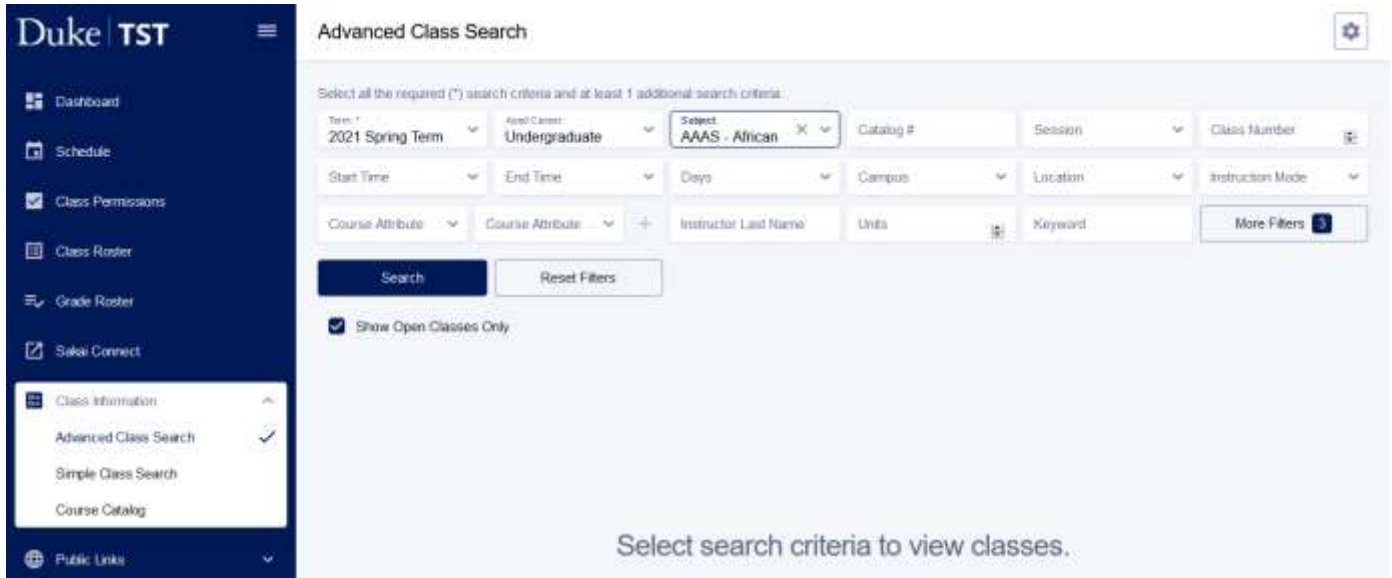 Duke TST
Dashboard
Schedule
Class Permissions
Class Roster
Grade Roster
Sakai Connect
Class Information
Advanced Class Search
Simple Class Search
Course Catalog
Public Links
Advanced Class Search
Select all the required (*) search criteria and at least 1 additional search criteria.
Term *
2021 Spring Term
Acad Career
Undergraduate
Subject
AAAS - African
Catalog #
Session
Class Number
Start Time
End Time
Days
Campus
Location
Instruction Mode
Course Attribute
Course Attribute ...
Instructor Last Name
Units
Keyword
More Filters 3
Search
Reset Filters
Show Open Classes Only
Select search criteria to view classes.